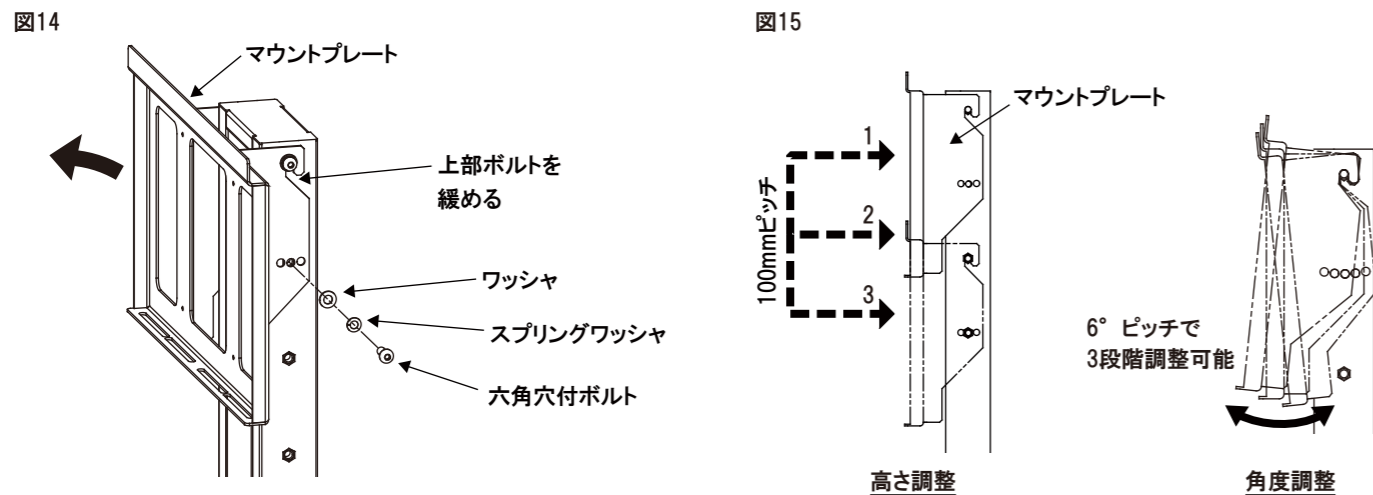 図14
マウントプレート
上部ボルトを
緩める
ワッシャ
スプリングワッシャ
六角穴付ボルト
図15
マウントプレート
1
2
3
100mmピッチ
高さ調整
6° ピッチで
3段階調整可能
角度調整